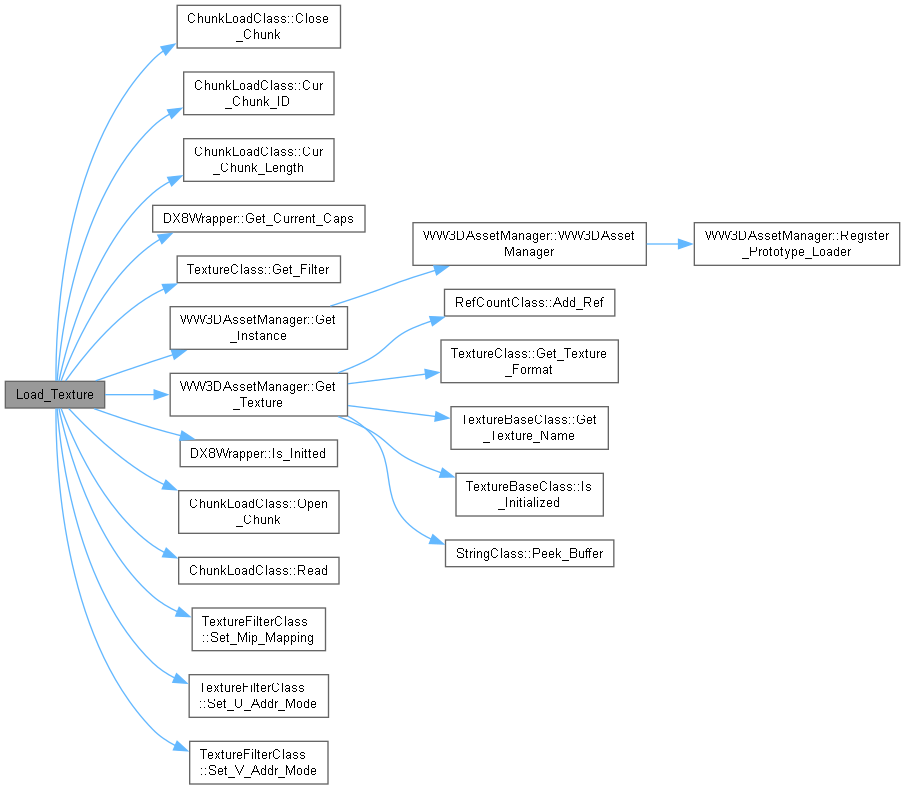 Load_Texture
ChunkLoadClass::Close
_Chunk
ChunkLoadClass::Cur
_Chunk_ID
ChunkLoadClass::Cur
_Chunk_Length
DX8Wrapper::Get_Current_Caps
TextureClass::Get_Filter
WW3DAssetManager::Get
_Instance
WW3DAssetManager::Get
_Texture
DX8Wrapper::Is_Initted
ChunkLoadClass::Open
_Chunk
ChunkLoadClass::Read
TextureFilterClass
::Set_Mip_Mapping
TextureFilterClass
::Set_U_Addr_Mode
TextureFilterClass
::Set_V_Addr_Mode
WW3DAssetManager::WW3DAsset
Manager
RefCountClass::Add_Ref
TextureClass::Get_Texture
_Format
TextureBaseClass::Get
_Texture_Name
TextureBaseClass::Is
_Initialized
StringClass::Peek_Buffer
WW3DAssetManager::Register
_Prototype_Loader